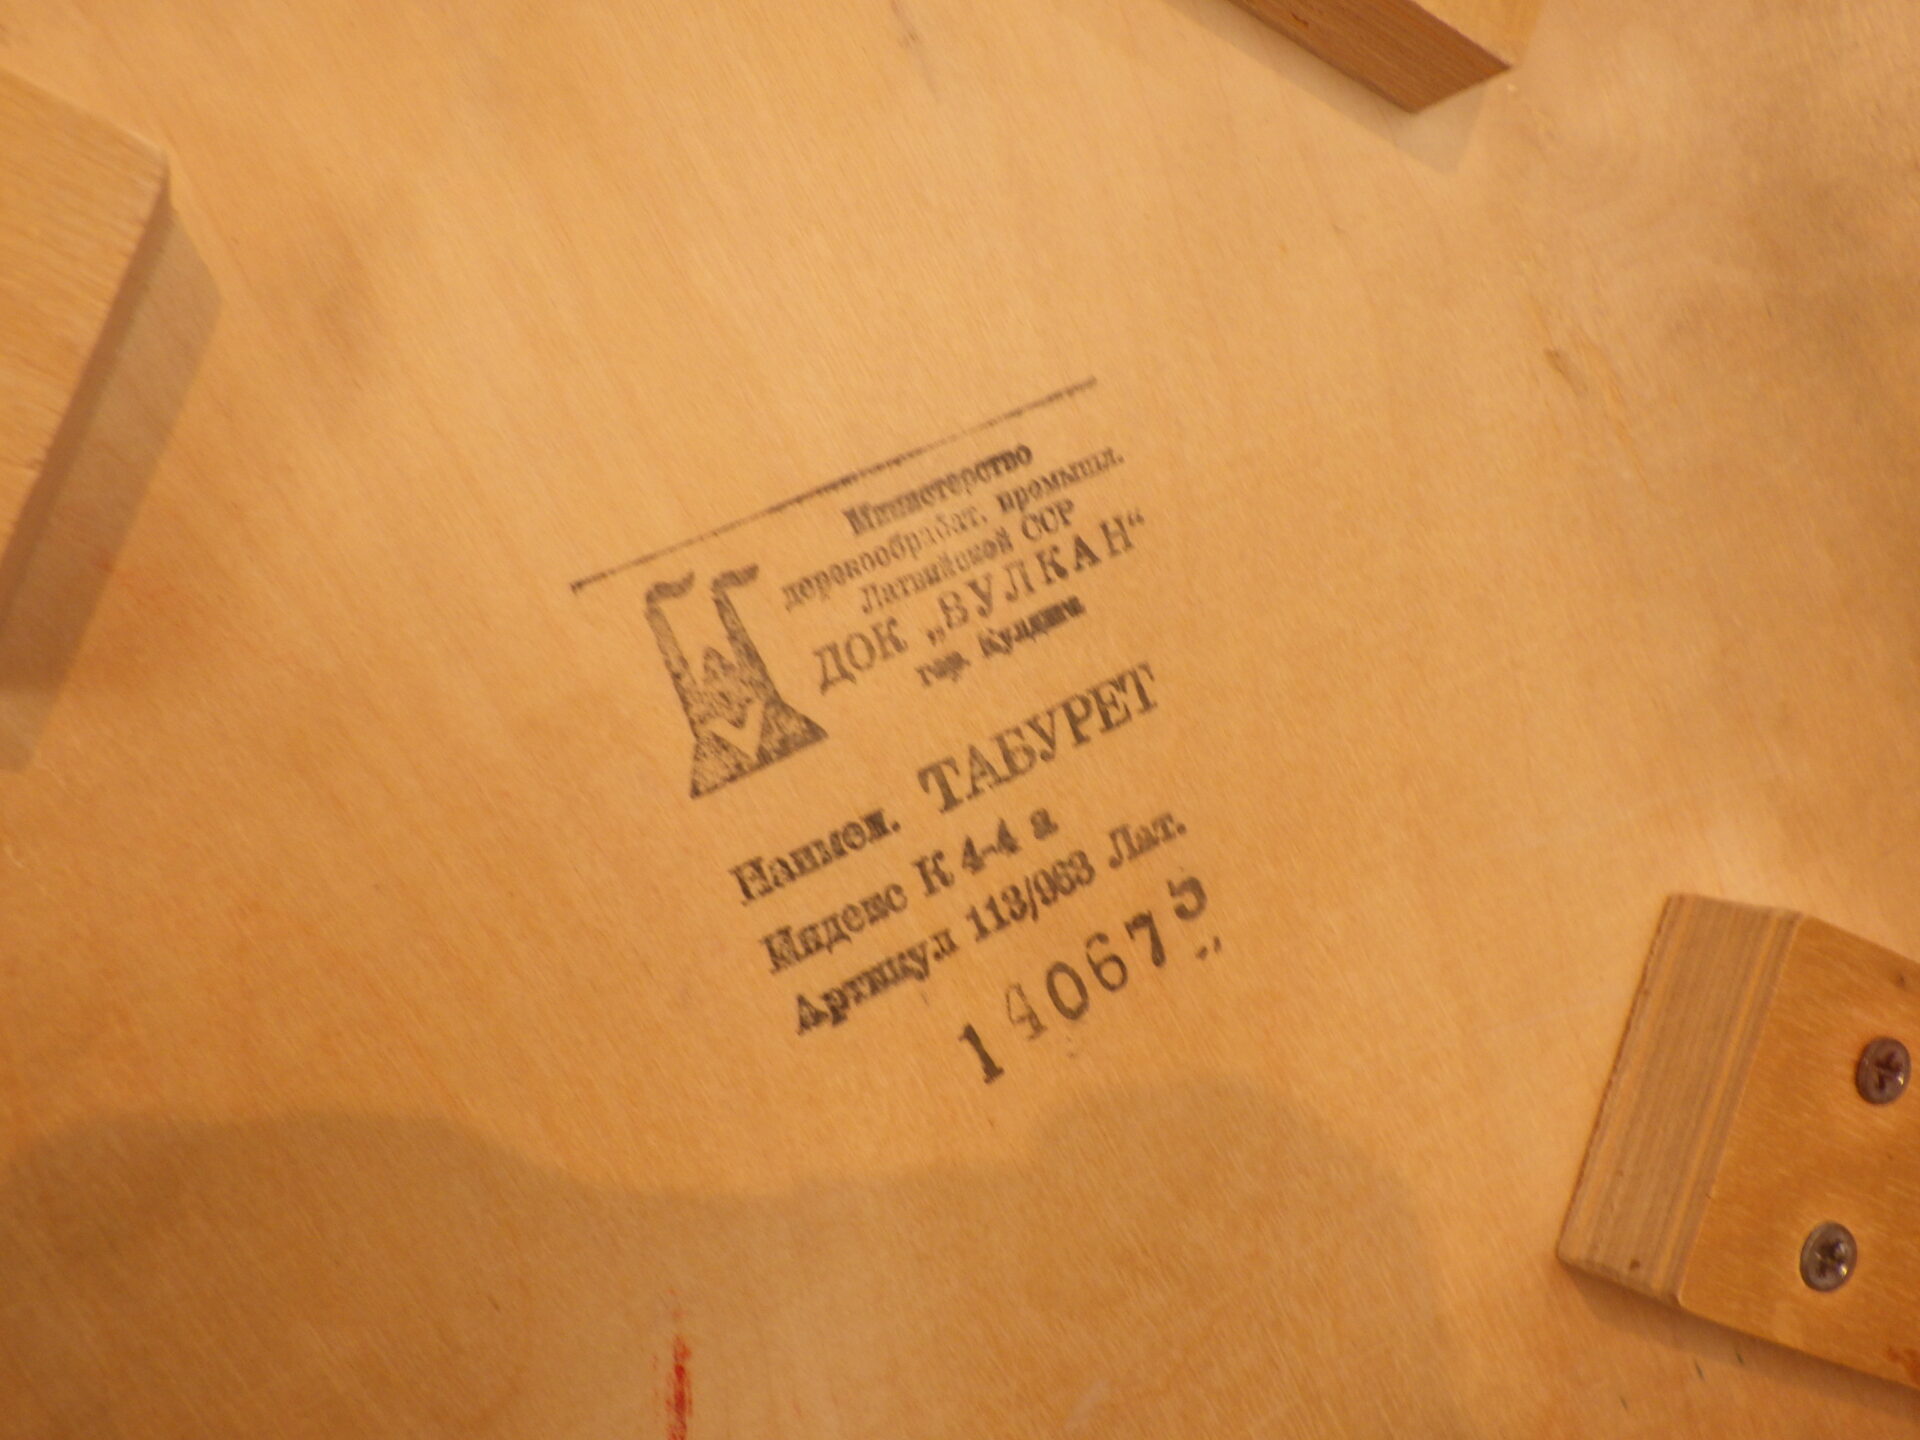 Министерство
деревообрабат. промышл.
Латвийской ССР
ДОК „ВУЛКАН“
гор. Кулдига
Наимен. ТАБУРЕТ
Индекс К 4-4 а
Артикул 113/963 Лат.
140675